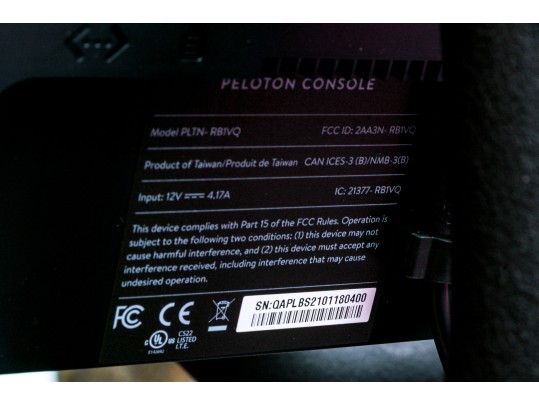 PELOTON CONSOLE
Model PLTN- RB1VQ FCC ID: 2AA3N- RB1VQ
Product of Taiwan/Produit de Taiwan CAN ICES-3 (B)/NMB-3(B)
Input: 12V 4.17A IC: 21377- RB1VQ
This device complies with Part 15 of the FCC Rules. Operation is
subject to the following two conditions: (1) this device may not
cause harmful interference, and (2) this device must accept any
interference received, including interference that may cause
undesired operation.
SN:QAPLBS2101180400
FC CE
c UL us CS22
LISTED
I.T.E.